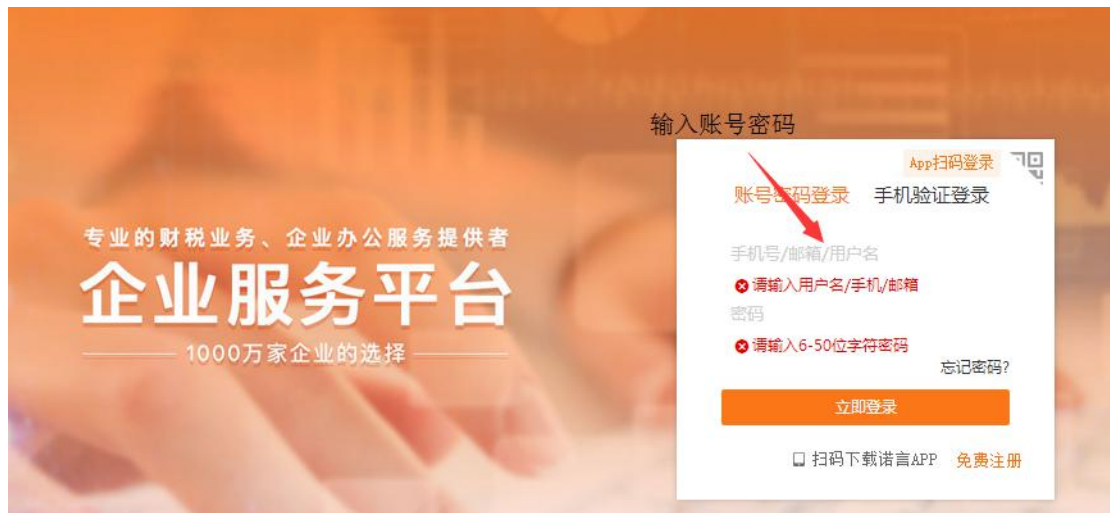 输入账号密码
App扫码登录
账号密码登录 手机验证登录
手机号/邮箱/用户名
请输入用户名/手机/邮箱
密码
请输入6-50位字符密码
忘记密码?
立即登录
扫码下载诺言APP 免费注册
专业的财税业务、企业办公服务提供者
企业服务平台
1000万家企业的选择